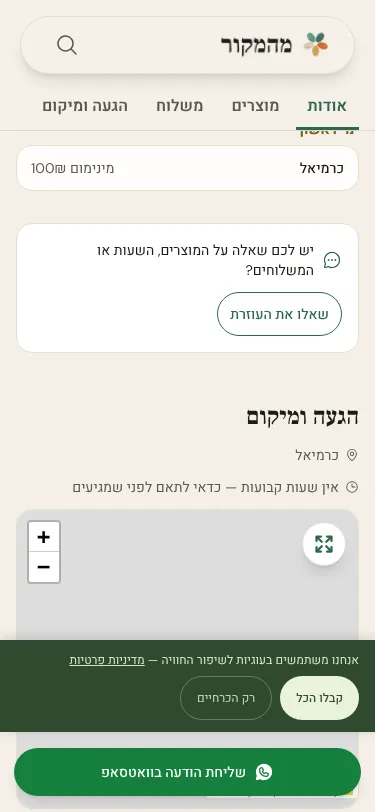 מהמקור
אודות
מוצרים
משלוח
הגעה ומיקום
כרמיאל
מינימום 100₪
יש לכם שאלה על המוצרים, השעות או
המשלוחים?
שאלו את העוזרת
הגעה ומיקום
כרמיאל
אין שעות קבועות — כדאי לתאם לפני שמגיעים
+
−
אנחנו משתמשים בעוגיות לשיפור החוויה — מדיניות פרטיות
קבלו הכל
רק הכרחיים
שליחת הודעה בוואטסאפ